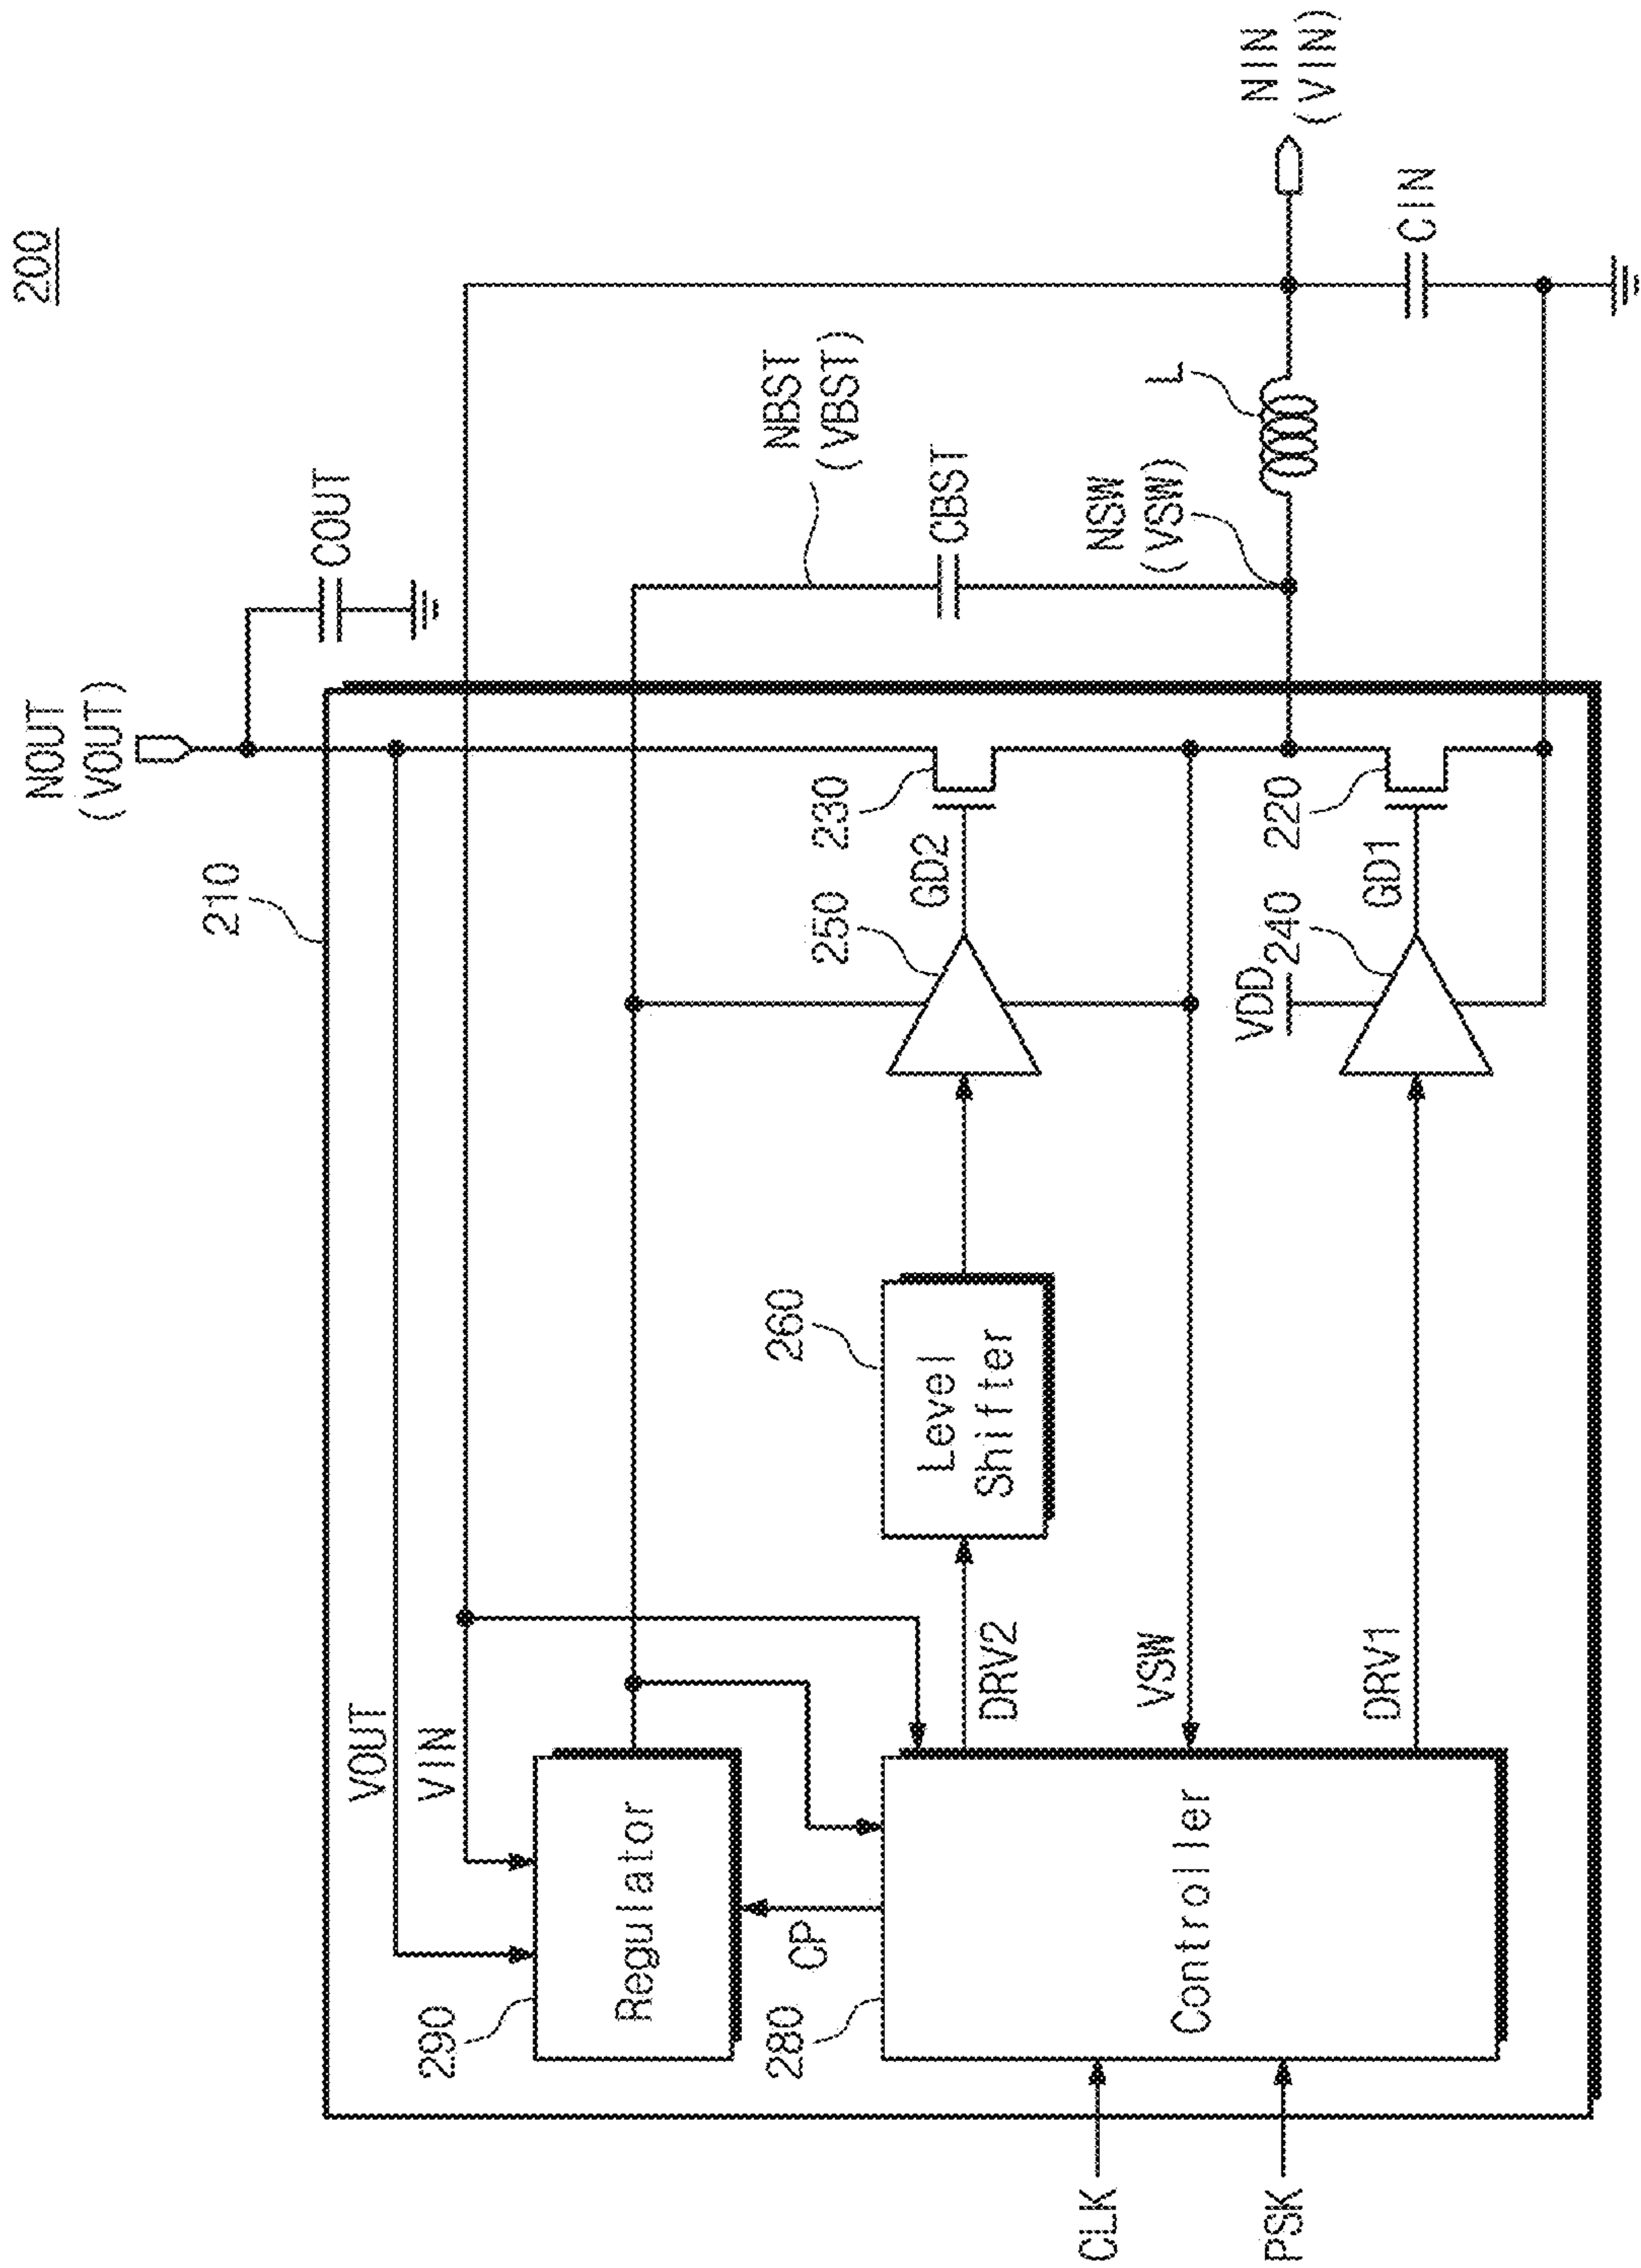 200
NOUT
(VOUT)
COUT
210
NBST
(VBST)
CBST
NSW
(VSW)
L
NIN
(VIN)
CIN
VOUT
VIN
290
Regulator
CP
280
Controller
CLK
PSK
260
Level
Shifter
DRV2
VSW
DRV1
250
GD2
230
VDD
240
GD1
220